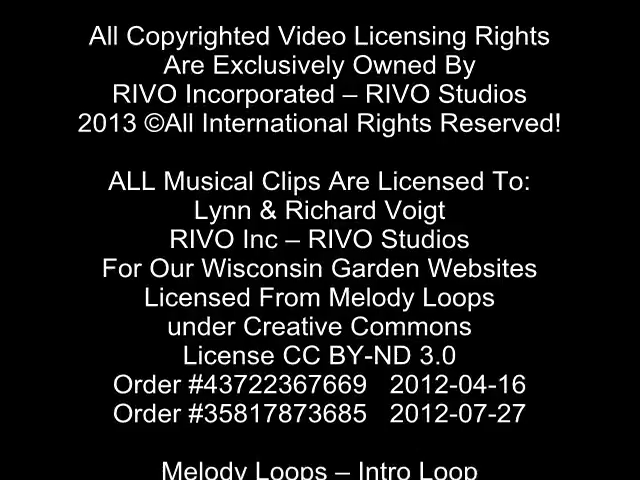 All Copyrighted Video Licensing Rights
Are Exclusively Owned By
RIVO Incorporated – RIVO Studios
2013 ©All International Rights Reserved!
ALL Musical Clips Are Licensed To:
Lynn & Richard Voigt
RIVO Inc – RIVO Studios
For Our Wisconsin Garden Websites
Licensed From Melody Loops
under Creative Commons
License CC BY-ND 3.0
Order #43722367669   2012-04-16
Order #35817873685   2012-07-27
Melody Loops – Intro Loop